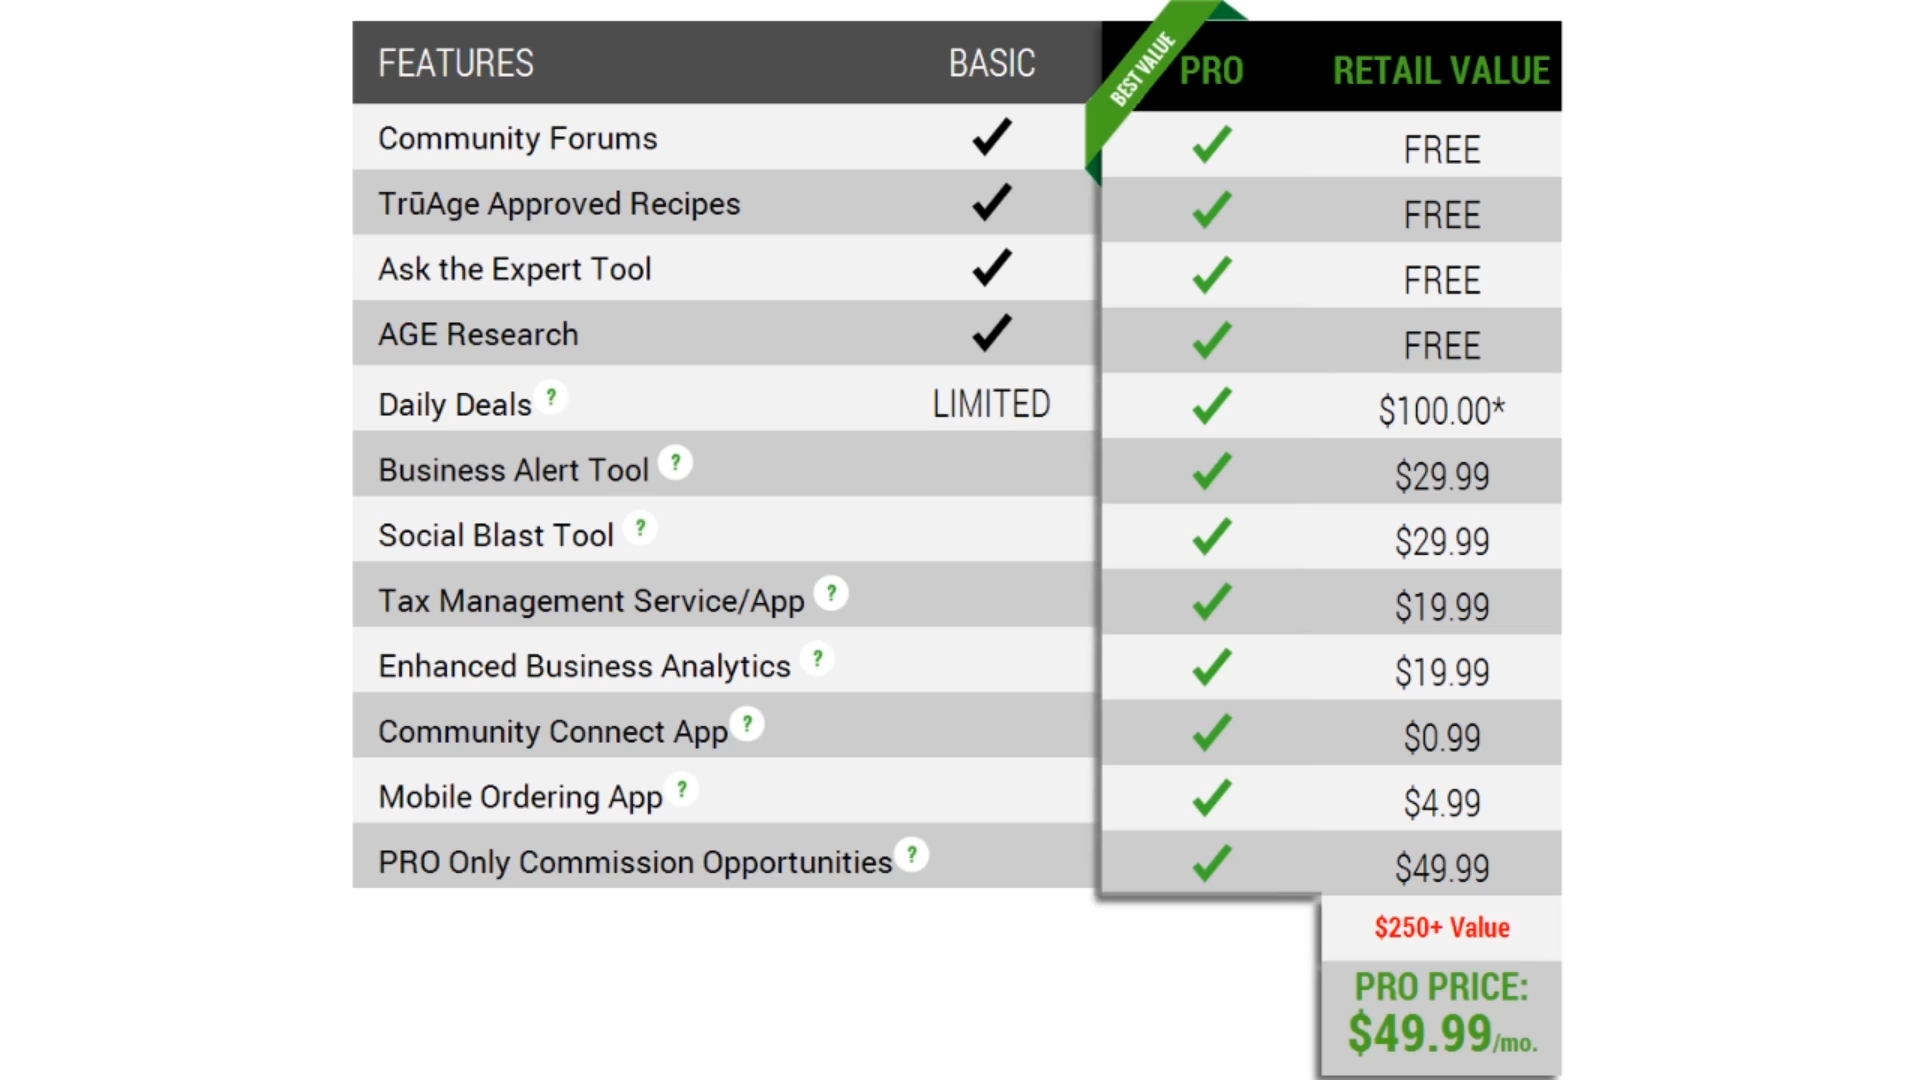 FEATURES BASIC BEST VALUE PRO RETAIL VALUE
Community Forums FREE
TrūAge Approved Recipes FREE
Ask the Expert Tool FREE
AGE Research FREE
Daily Deals ? LIMITED $100.00*
Business Alert Tool ? $29.99
Social Blast Tool ? $29.99
Tax Management Service/App ? $19.99
Enhanced Business Analytics ? $19.99
Community Connect App ? $0.99
Mobile Ordering App ? $4.99
PRO Only Commission Opportunities ? $49.99
$250+ Value
PRO PRICE:
$49.99/mo.